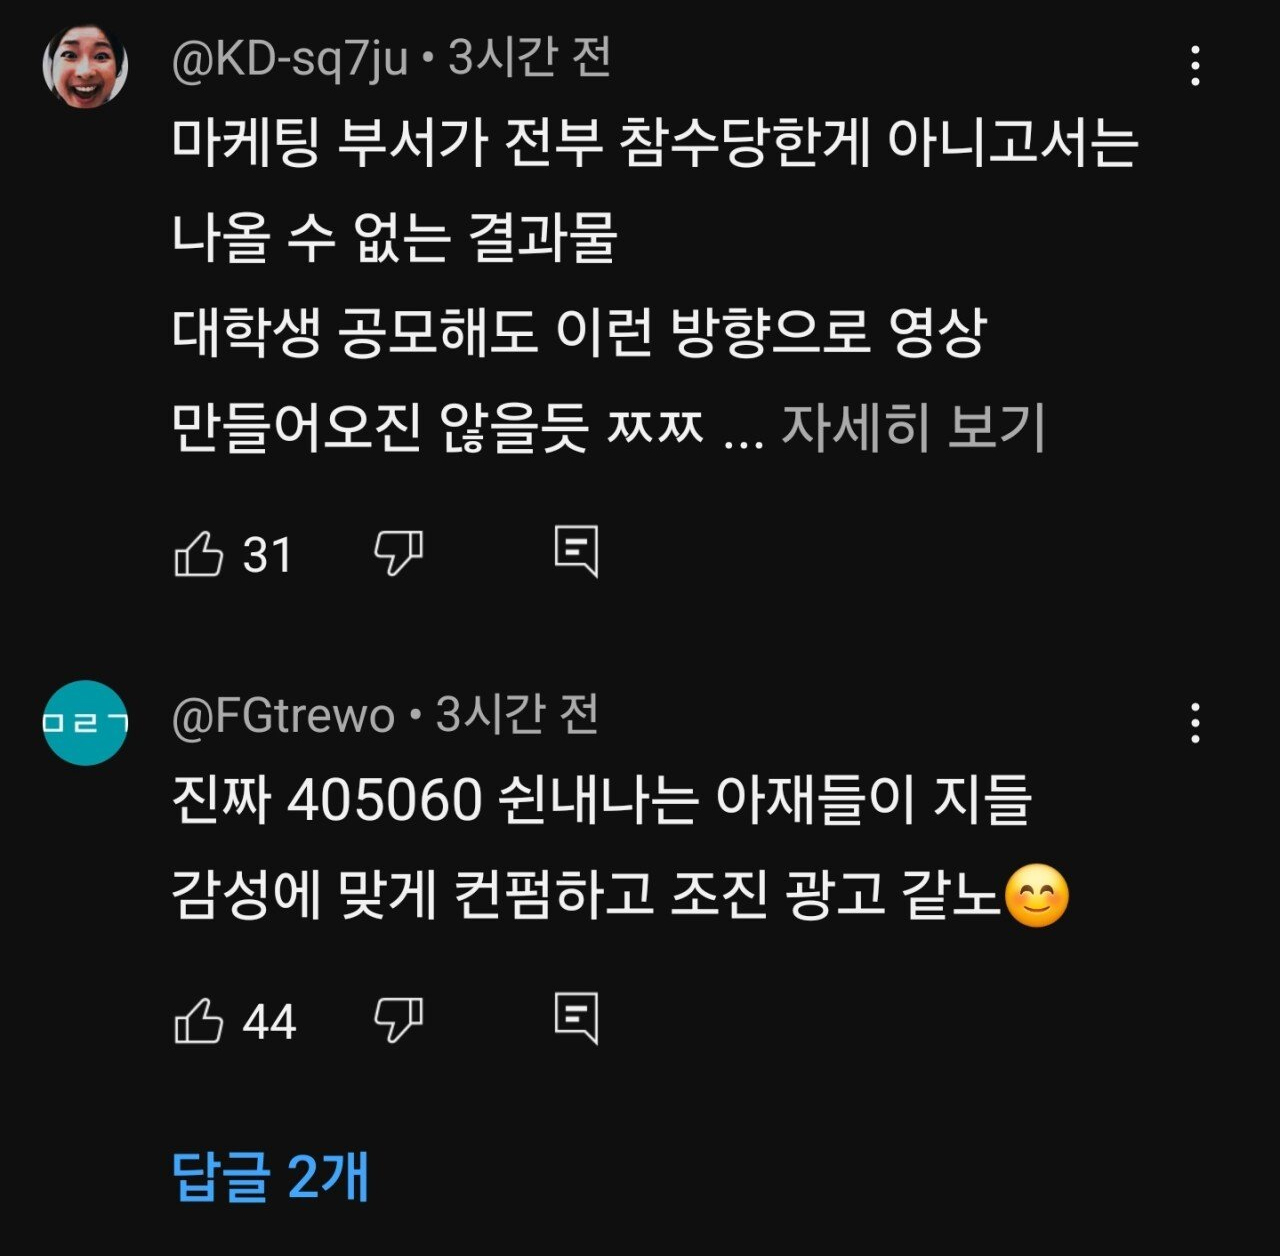 @KD-sq7ju • 3시간 전
마케팅 부서가 전부 참수당한게 아니고서는
나올 수 없는 결과물
대학생 공모해도 이런 방향으로 영상
만들어오진 않을듯 ㅉㅉ ... 자세히 보기
31
ㅁㄹㄱ
@FGtrewo • 3시간 전
진짜 405060 쉰내나는 아재들이 지들
감성에 맞게 컨펌하고 조진 광고 같노😊
44
답글 2개